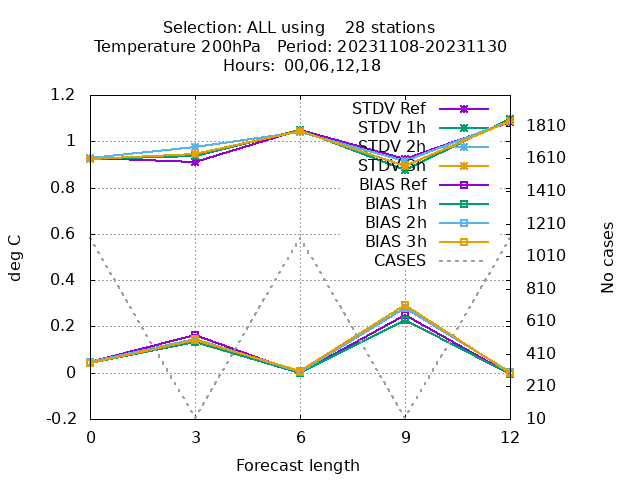 Selection: ALL using    28 stations
Temperature 200hPa   Period: 20231108-20231130
Hours: 00,06,12,18
STDV Ref
STDV 1h
STDV 2h
STDV 3h
BIAS Ref
BIAS 1h
BIAS 2h
BIAS 3h
CASES
1.2
1
0.8
0.6
0.4
0.2
0
-0.2
deg C
1810
1610
1410
1210
1010
810
610
410
210
10
No cases
0 3 6 9 12
Forecast length